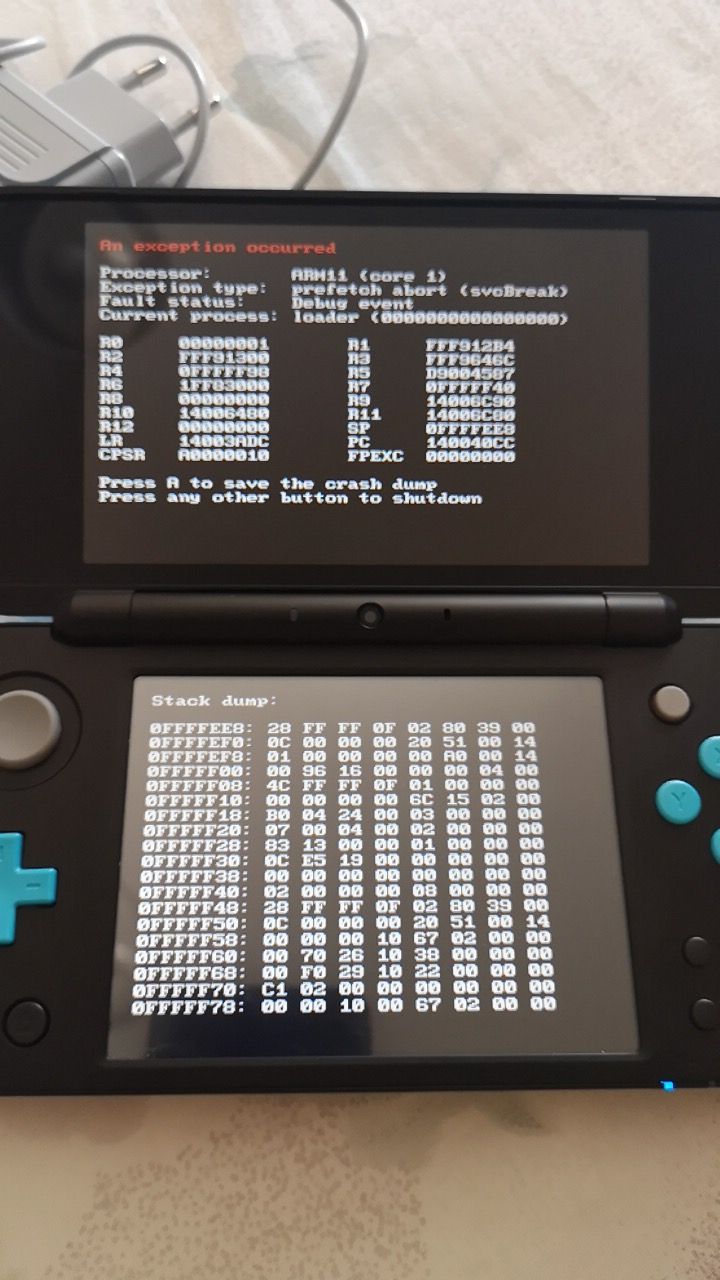 An exception occurred
Processor: ARM11 (core 1)
Exception type: prefetch abort (svcBreak)
Fault status: Debug event
Current process: loader (0000000000000000)
R0 00000001 R1 FFF912B4
R2 FFF91300 R3 FFF9646C
R4 0FFFFF98 R5 D9004587
R6 1FF83000 R7 0FFFFF40
R8 00000000 R9 14008C90
R10 14006480 R11 14006C80
R12 00000000 SP 0FFFFEE8
LR 14003ADC PC 140040CC
CPSR A0000010 FPEXC 00000000
Press A to save the crash dump
Press any other button to shutdown
Stack dump:
0FFFFEE8: 28 FF FF 0F 02 80 39 00
0FFFFEF0: 0C 00 00 00 20 51 00 14
0FFFFEF8: 01 00 00 00 00 A0 00 14
0FFFFF00: 00 96 16 00 00 00 04 00
0FFFFF08: 4C FF FF 0F 01 00 00 00
0FFFFF10: 00 00 00 00 6C 15 02 00
0FFFFF18: B0 04 24 00 03 00 00 00
0FFFFF20: 07 00 04 00 02 00 00 00
0FFFFF28: 83 13 00 00 01 00 00 00
0FFFFF30: 0C E5 19 00 00 00 00 00
0FFFFF38: 00 00 00 00 00 00 00 00
0FFFFF40: 02 00 00 00 08 00 00 00
0FFFFF48: 28 FF FF 0F 02 80 39 00
0FFFFF50: 0C 00 00 00 20 51 00 14
0FFFFF58: 00 00 00 10 67 02 00 00
0FFFFF60: 00 70 26 10 38 00 00 00
0FFFFF68: 00 F0 29 10 22 00 00 00
0FFFFF70: C1 02 00 00 00 00 00 00
0FFFFF78: 00 00 10 00 67 02 00 00
Y